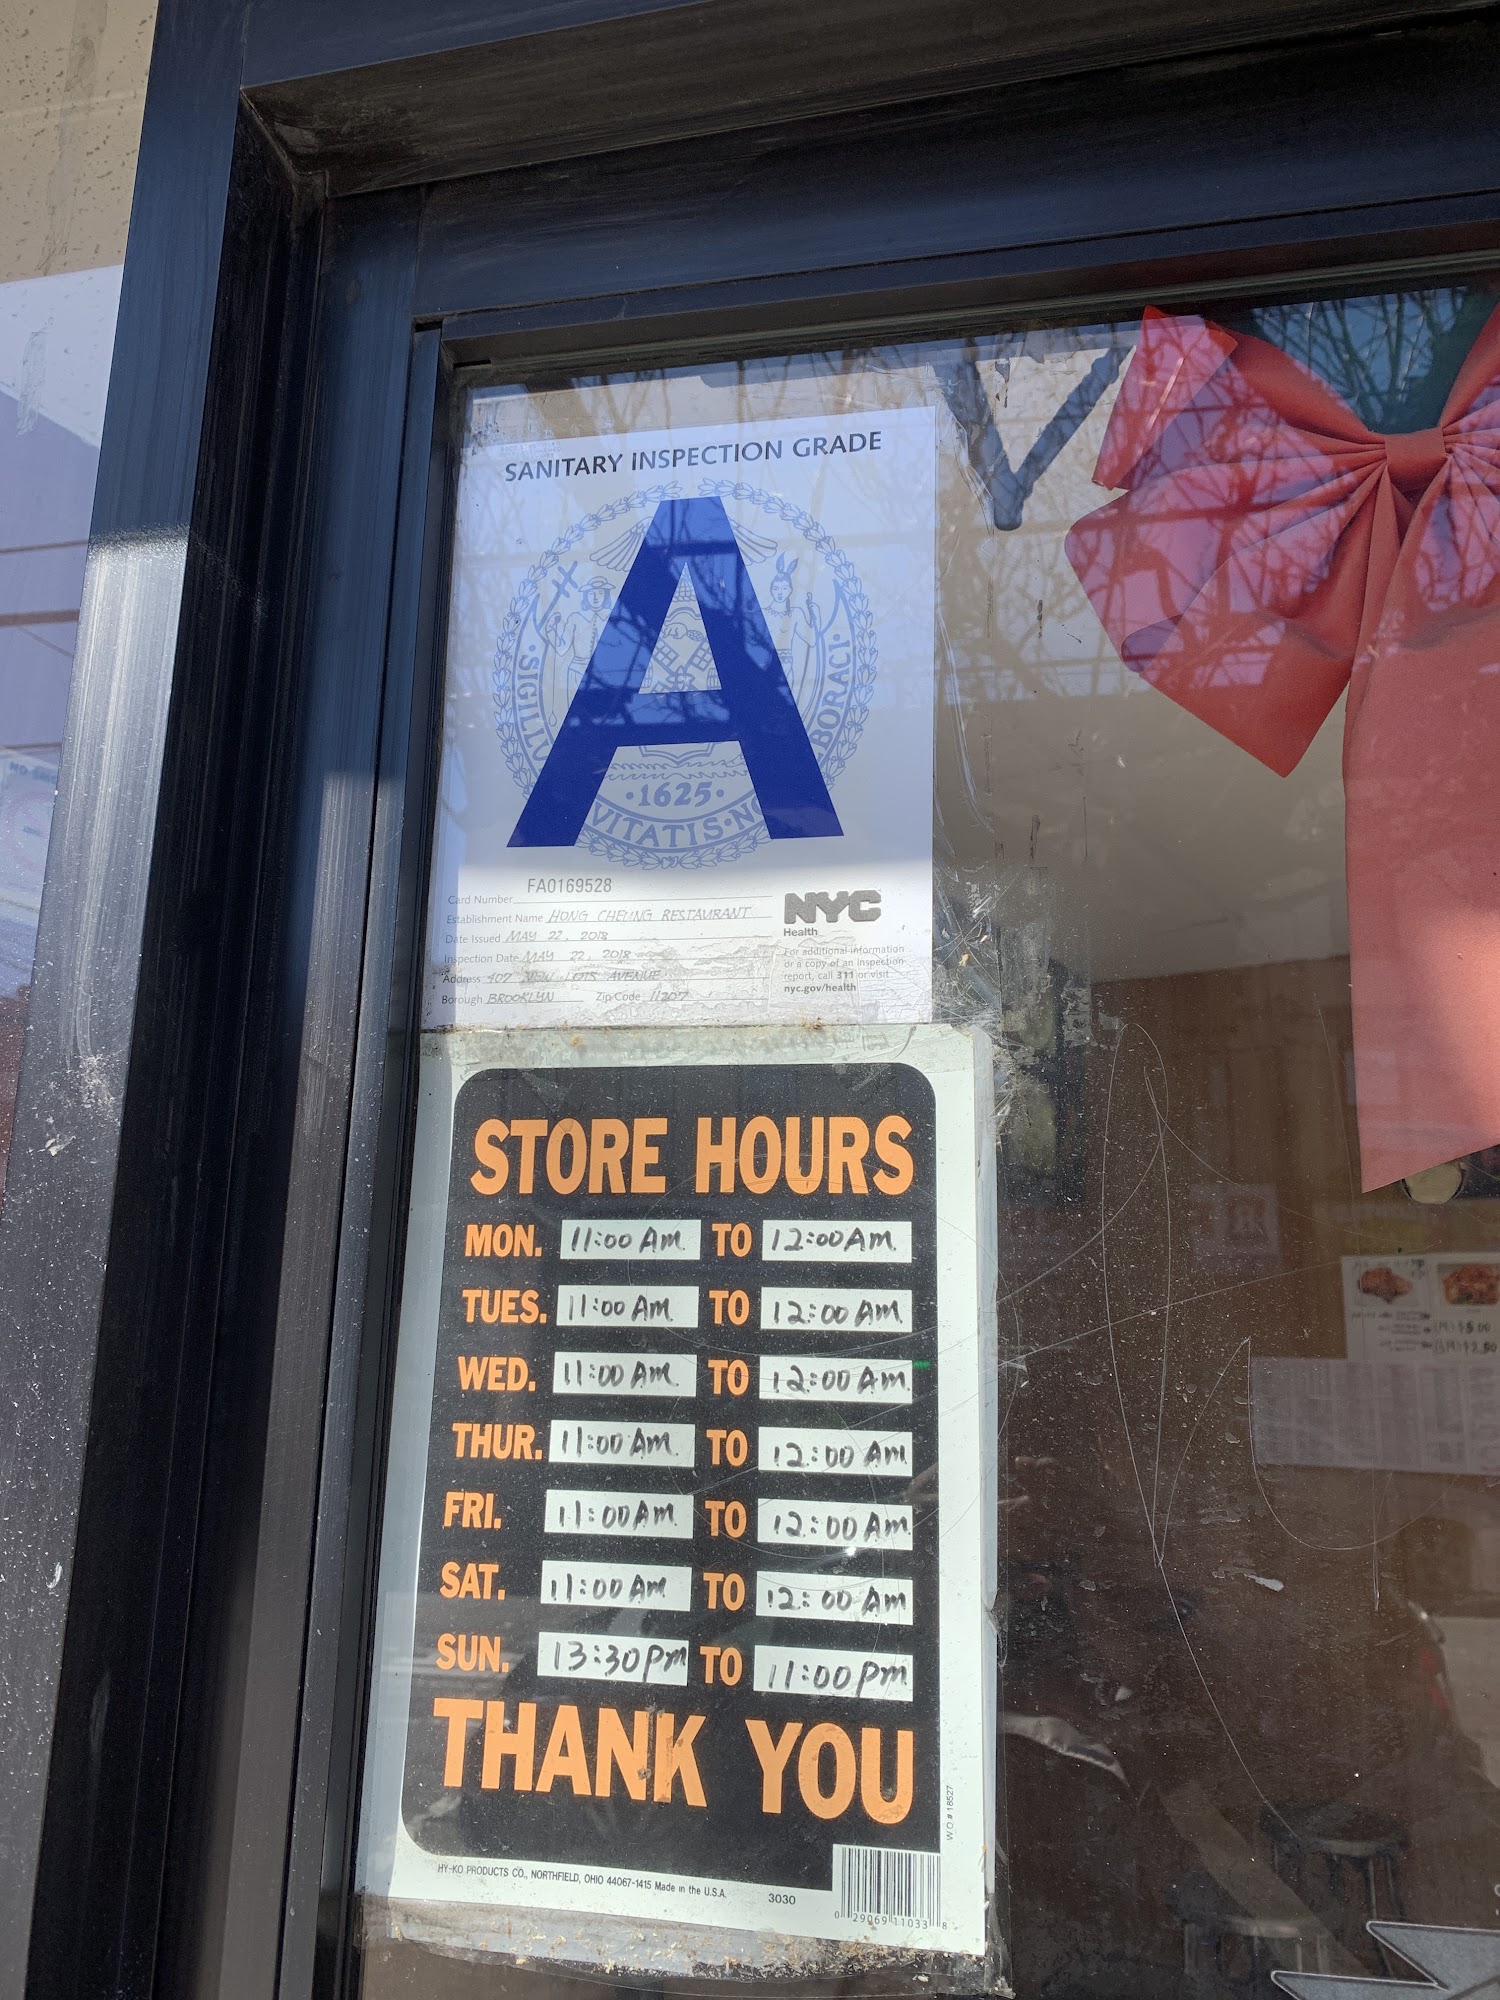 SANITARY INSPECTION GRADE
A
SIGILL
BORACI
·1625·
VITATIS·NO
Card Number FA0169528
Establishment Name HONG CHEUNG RESTAURANT
Date Issued MAY 22, 2018
Inspection Date MAY 22, 2018
Address 407 NEW LOTS AVENUE
Borough BROOKLYN Zip Code 11207
NYC
Health
For additional information
or a copy of an inspection
report, call 311 or visit
nyc.gov/health
STORE HOURS
MON. 11:00 Am TO 12:00 Am
TUES. 11:00 Am TO 12:00 Am
WED. 11:00 Am TO 12:00 Am
THUR. 11:00 Am TO 12:00 Am
FRI. 11:00 Am TO 12:00 Am
SAT. 11:00 Am TO 12:00 Am
SUN. 13:30 pm TO 11:00 pm
THANK YOU
W.O.# 18527
HY-KO PRODUCTS CO., NORTHFIELD, OHIO 44067-1415 Made in the U.S.A. 3030
0 29069 11033 8